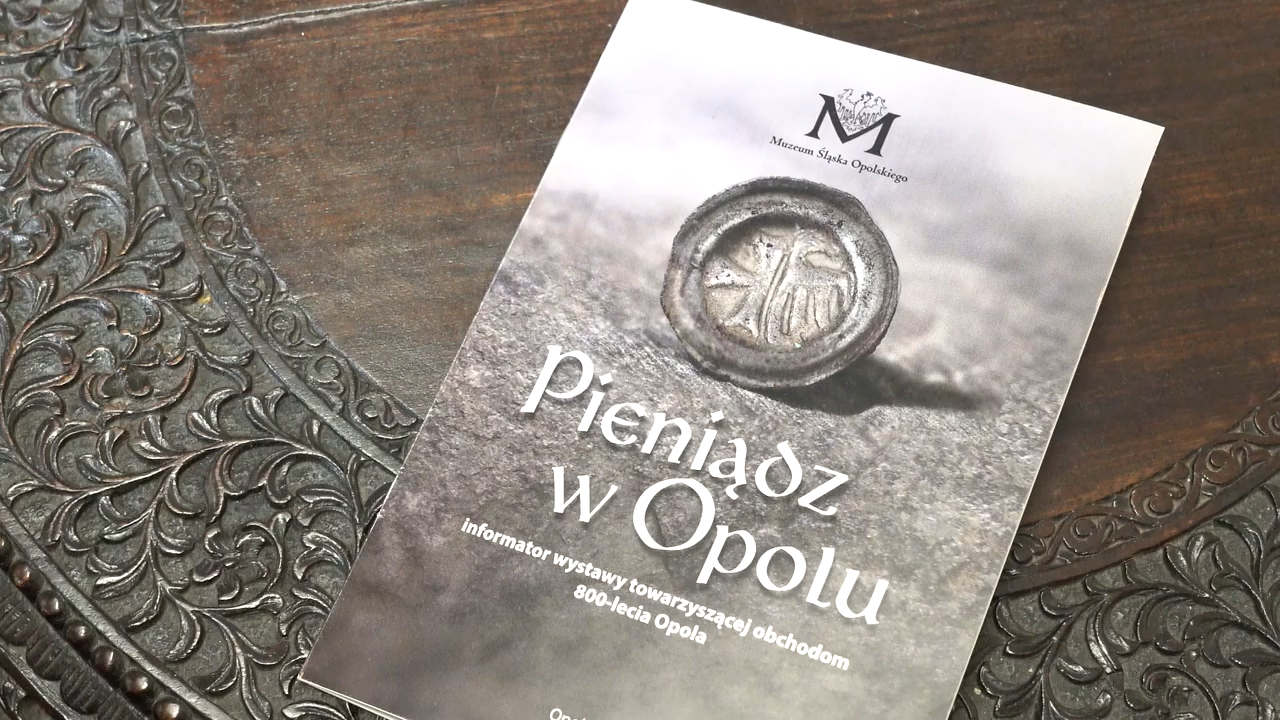 M
Muzeum Śląska Opolskiego
Pieniądz
w Opolu
informator wystawy towarzyszącej obchodom
800-lecia Opola